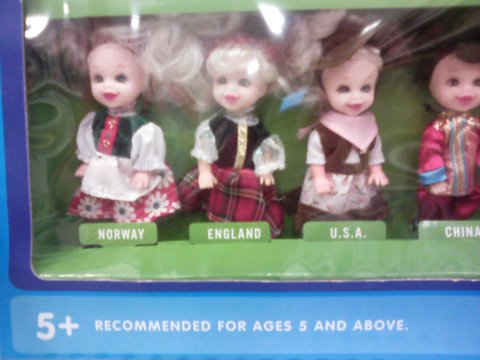 NORWAY
ENGLAND
U.S.A.
CHINA
5+ RECOMMENDED FOR AGES 5 AND ABOVE.